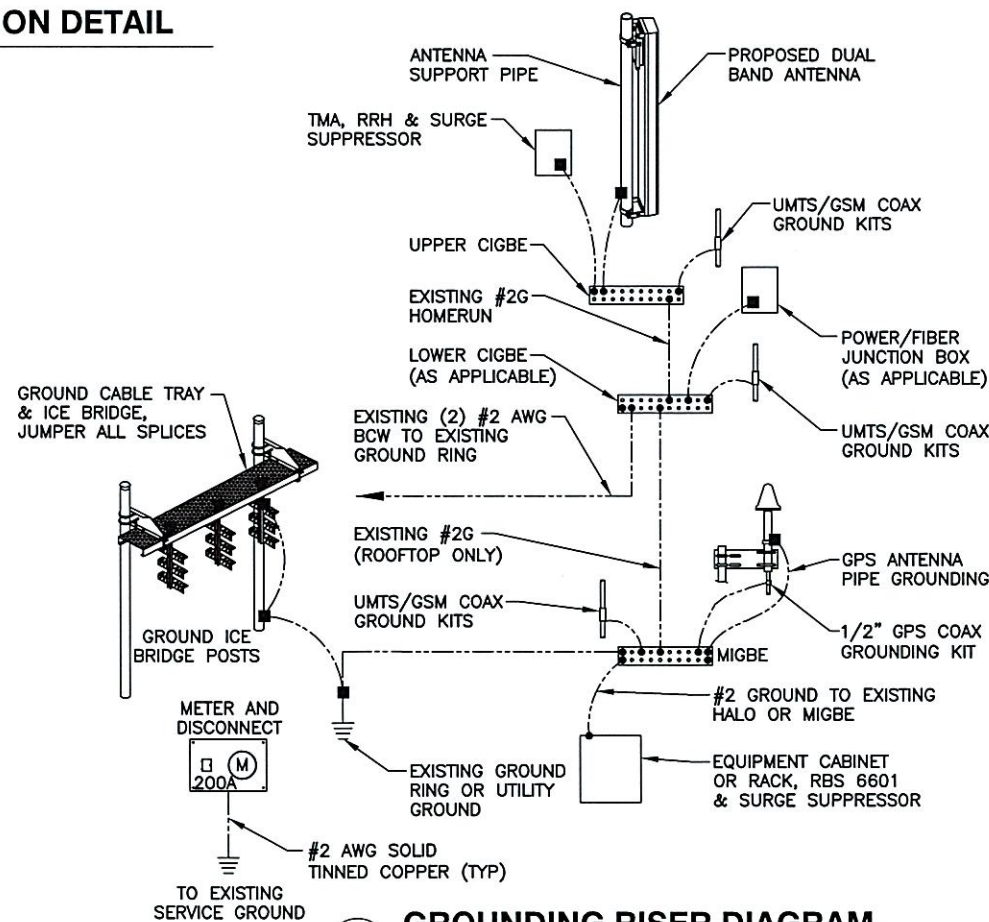 ON DETAIL
ANTENNA
SUPPORT PIPE
PROPOSED DUAL
BAND ANTENNA
TMA, RRH & SURGE
SUPPRESSOR
UMTS/GSM COAX
GROUND KITS
UPPER CIGBE
EXISTING #2G
HOMERUN
POWER/FIBER
JUNCTION BOX
(AS APPLICABLE)
LOWER CIGBE
(AS APPLICABLE)
GROUND CABLE TRAY
& ICE BRIDGE,
JUMPER ALL SPLICES
EXISTING (2) #2 AWG
BCW TO EXISTING
GROUND RING
UMTS/GSM COAX
GROUND KITS
EXISTING #2G
(ROOFTOP ONLY)
GPS ANTENNA
PIPE GROUNDING
UMTS/GSM COAX
GROUND KITS
1/2" GPS COAX
GROUNDING KIT
GROUND ICE
BRIDGE POSTS
MIGBE
#2 GROUND TO EXISTING
HALO OR MIGBE
METER AND
DISCONNECT
M
200A
EXISTING GROUND
RING OR UTILITY
GROUND
EQUIPMENT CABINET
OR RACK, RBS 6601
& SURGE SUPPRESSOR
#2 AWG SOLID
TINNED COPPER (TYP)
TO EXISTING
SERVICE GROUND
GROUNDING RISER DIAGRAM